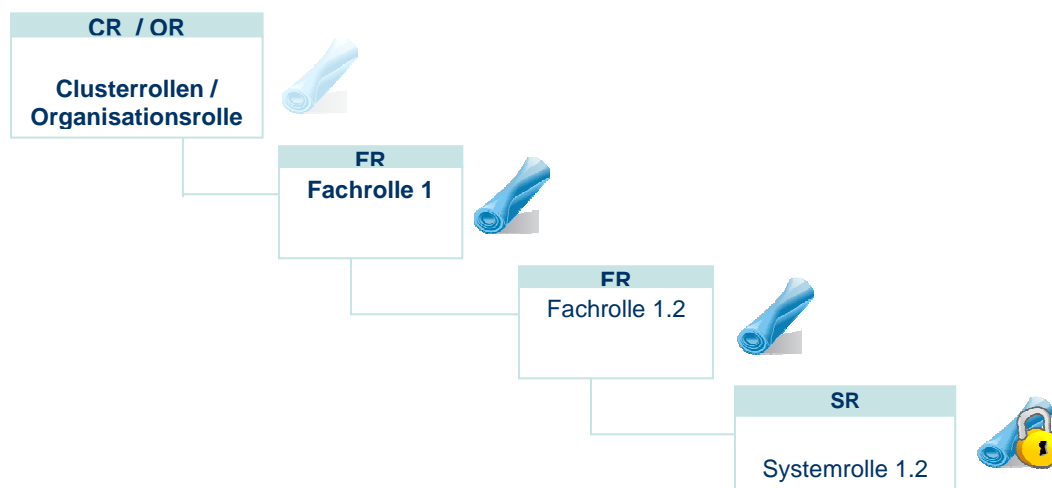 CR / OR
Clusterrollen /
Organisationsrolle
FR
Fachrolle 1
FR
Fachrolle 1.2
SR
Systemrolle 1.2